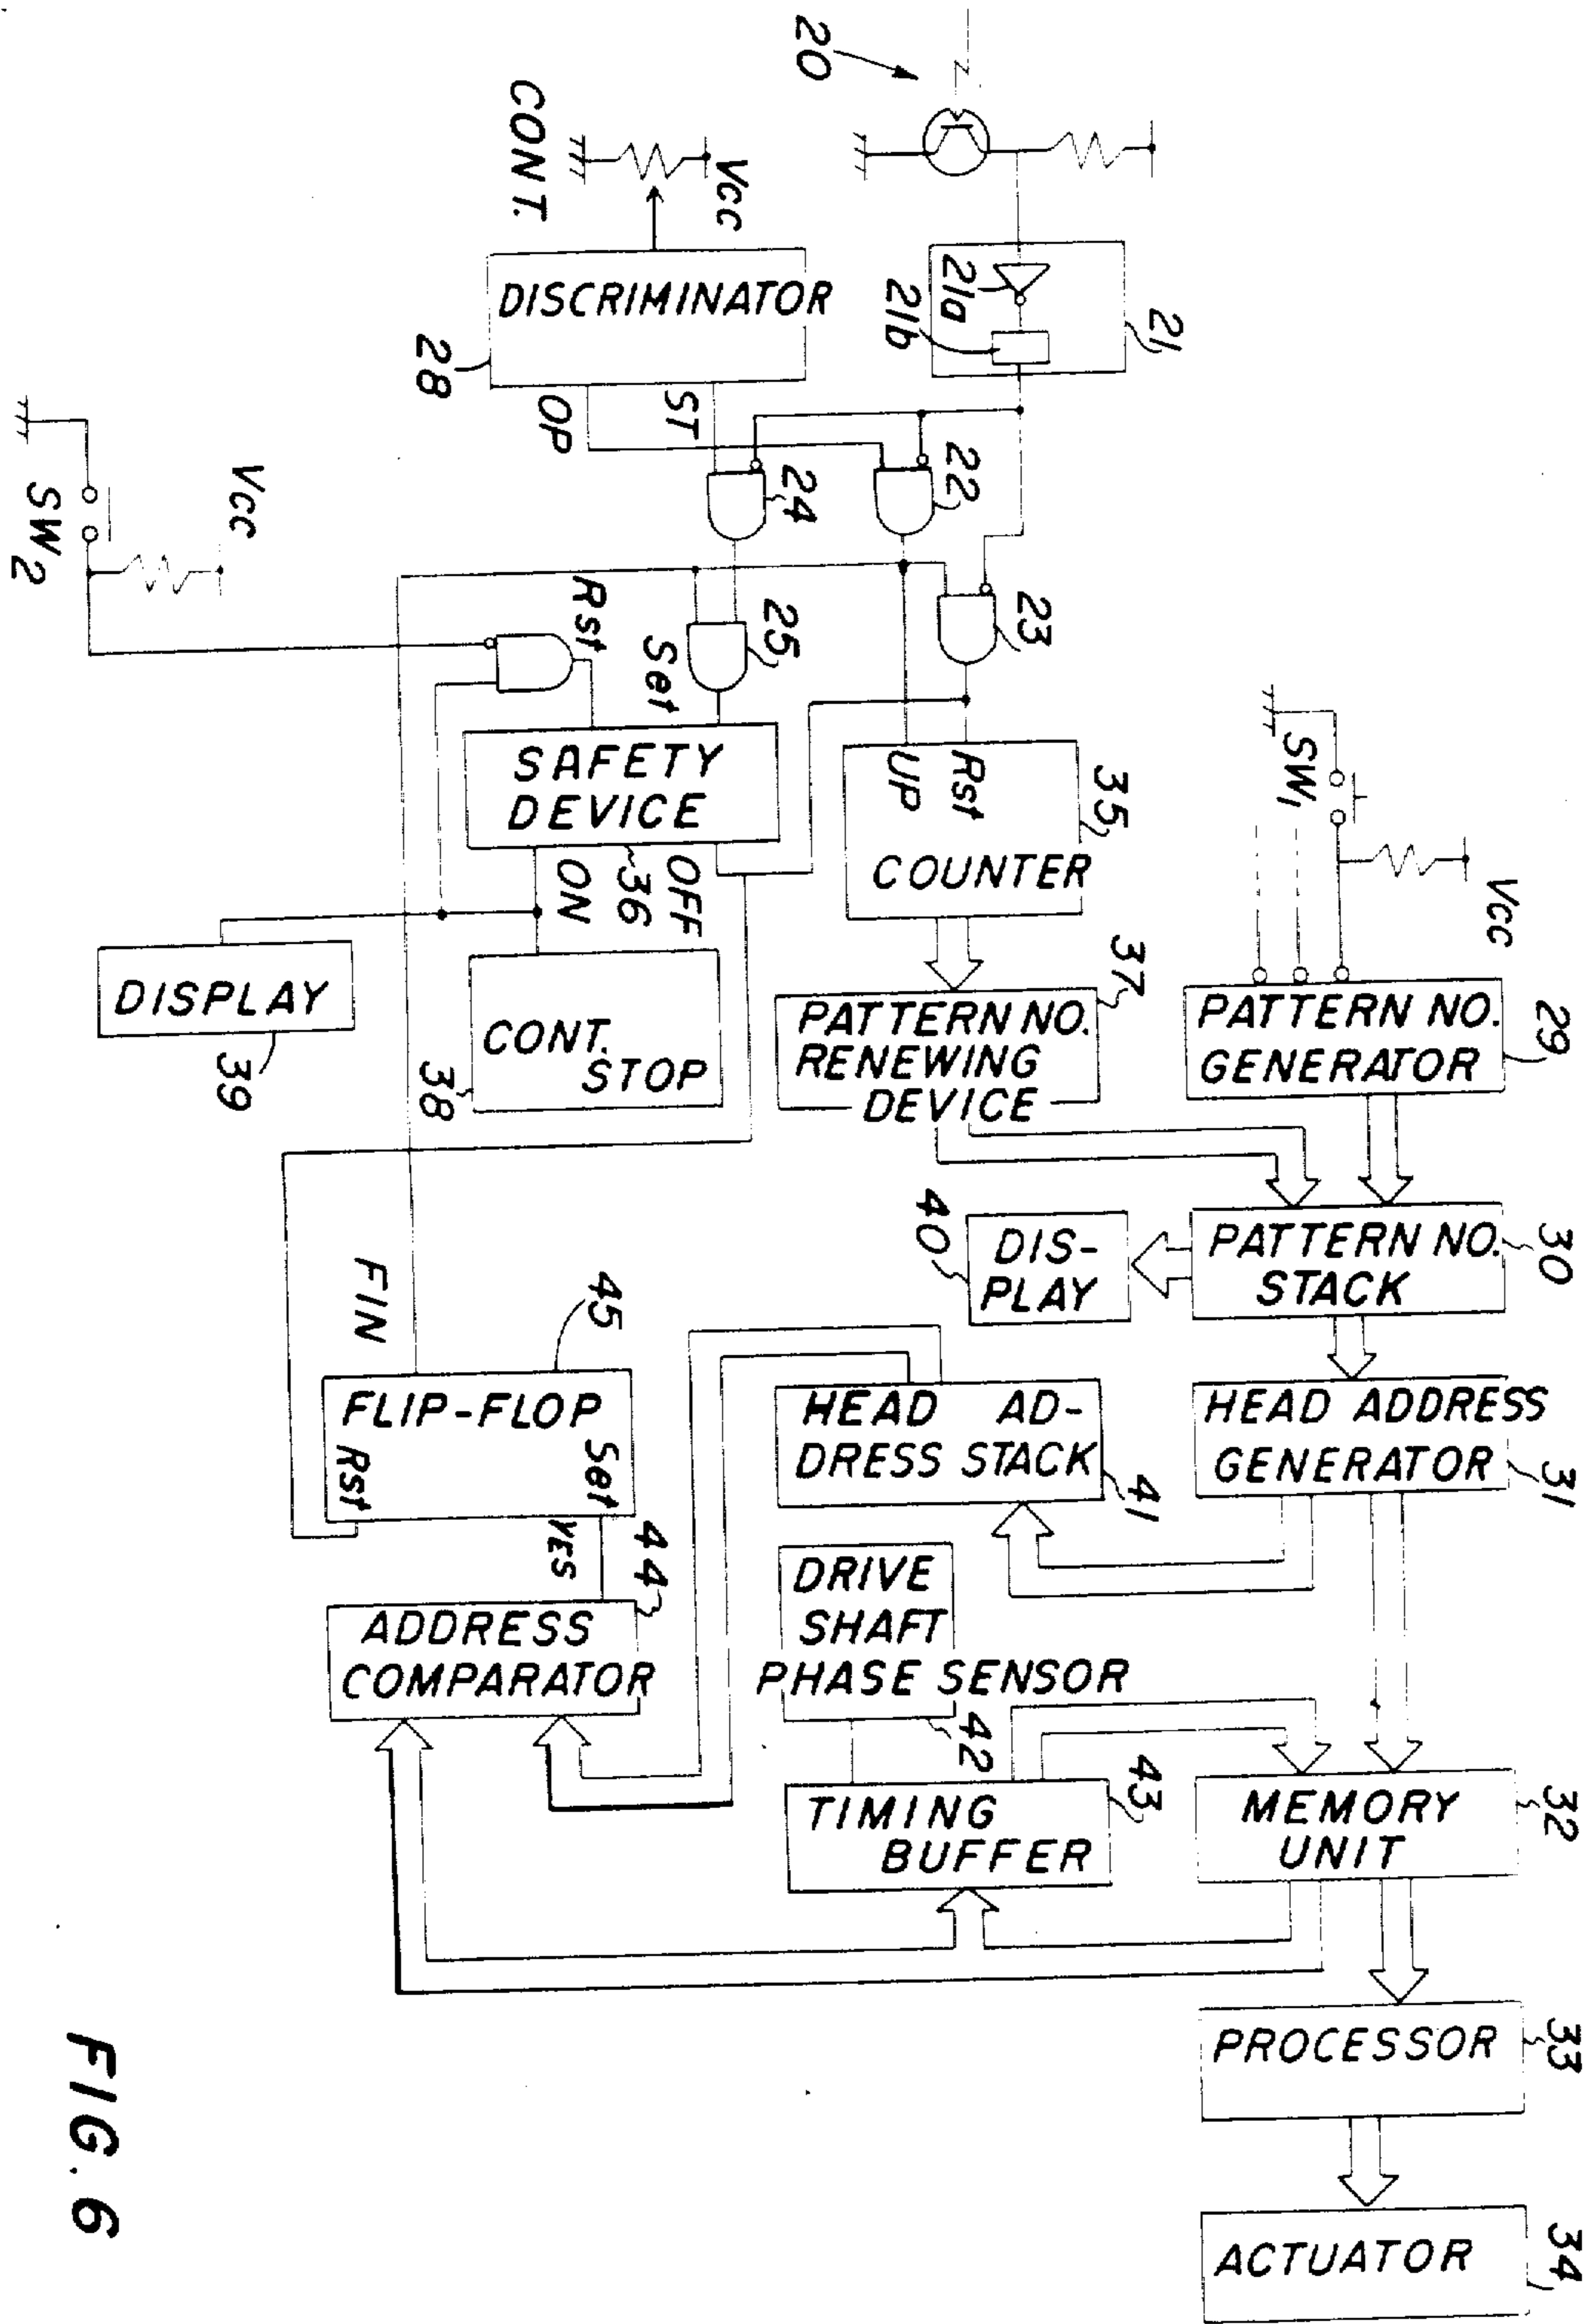 20
CONT.
Vcc
DISCRIMINATOR
28
OP
ST
21a
21b
21
24
22
23
25
Vcc
SW2
Rst
Set
SAFETY
DEVICE
ON
36
OFF
Rst
UP
COUNTER
35
SW1
Vcc
DISPLAY
39
CONT.
STOP
38
PATTERN NO.
RENEWING
DEVICE
37
PATTERN NO.
GENERATOR
29
PATTERN NO.
STACK
30
DIS-
PLAY
40
FIN
45
FLIP-FLOP
Set
Rst
YES
HEAD AD-
DRESS STACK
41
HEAD ADDRESS
GENERATOR
31
44
ADDRESS
COMPARATOR
DRIVE
SHAFT
PHASE SENSOR
42
TIMING
BUFFER
43
MEMORY
UNIT
32
PROCESSOR
33
ACTUATOR
34
FIG. 6